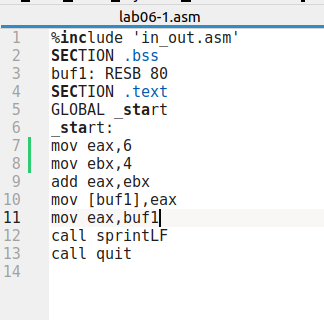 lab06-1.asm
1 %include 'in_out.asm'
2 SECTION .bss
3 buf1: RESB 80
4 SECTION .text
5 GLOBAL _start
6 _start:
7 mov eax,6
8 mov ebx,4
9 add eax,ebx
10 mov [buf1],eax
11 mov eax,buf1
12 call sprintLF
13 call quit
14